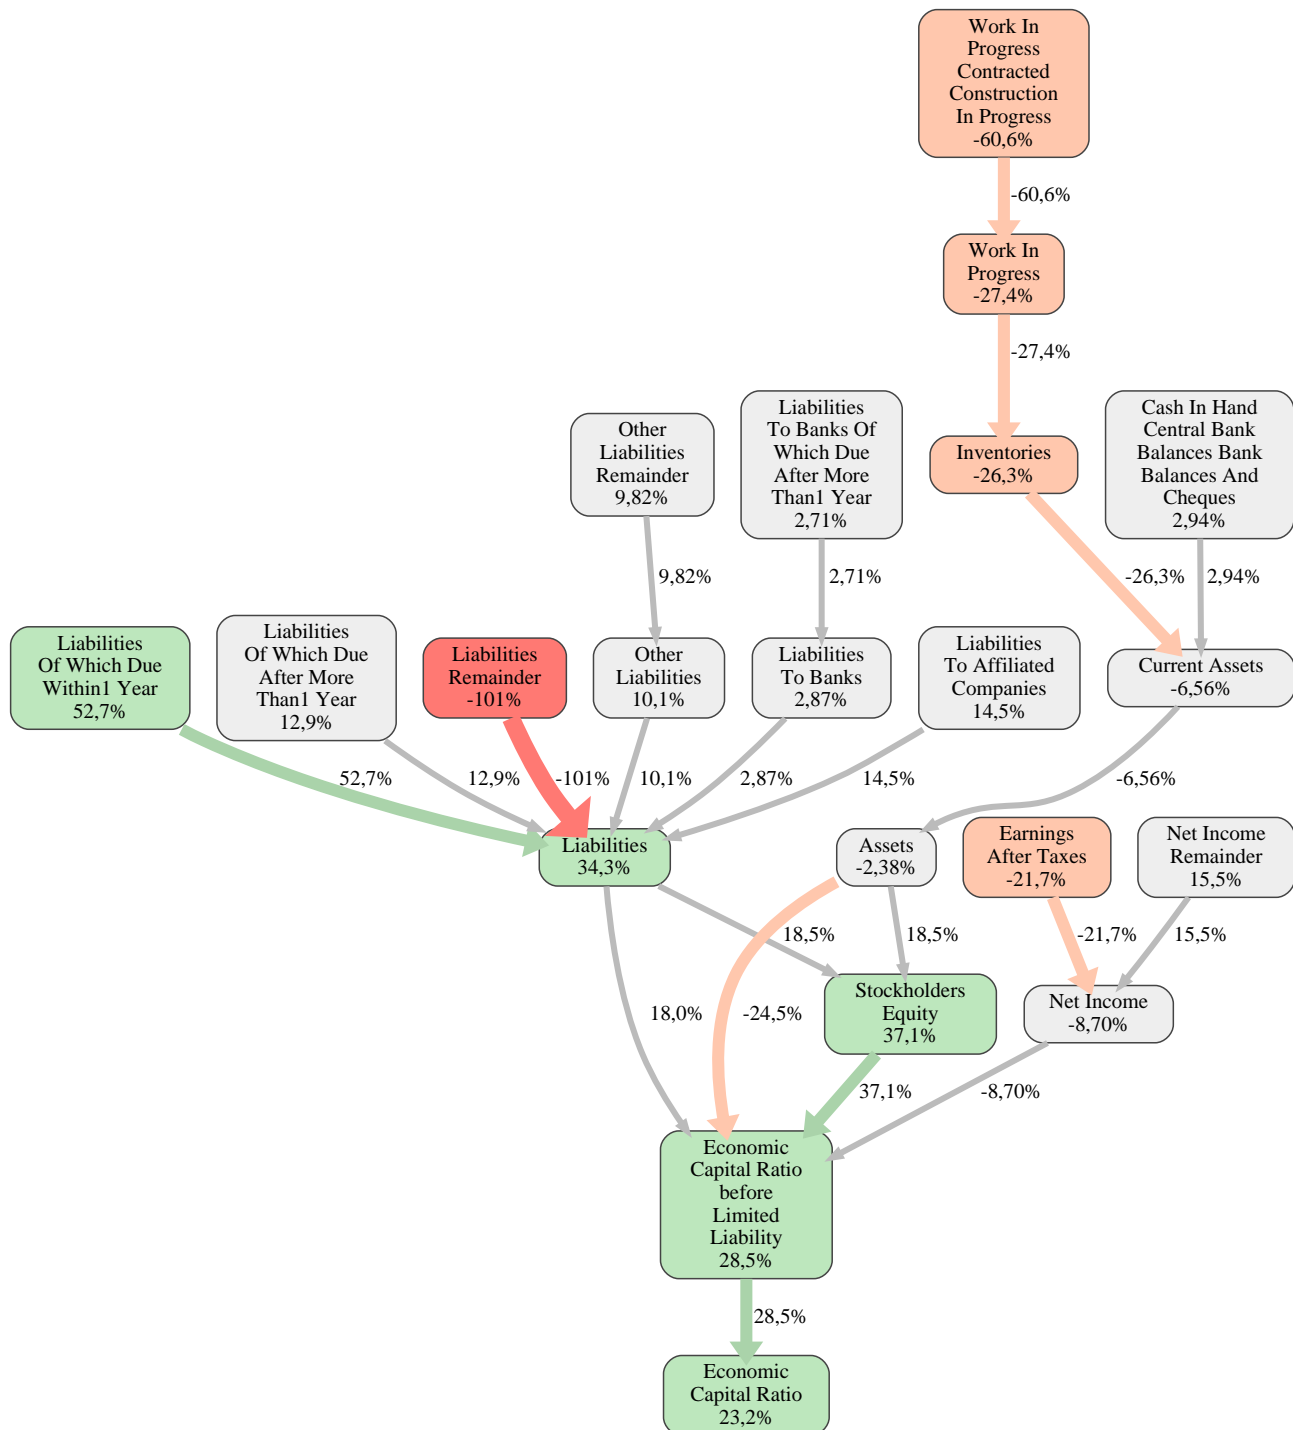 Work In
Progress
Contracted
Construction
In Progress
-60,6%
-60,6%
Work In
Progress
-27,4%
-27,4%
Other
Liabilities
Remainder
9,82%
Liabilities
To Banks Of
Which Due
After More
Than1 Year
2,71%
Inventories
-26,3%
Cash In Hand
Central Bank
Balances Bank
Balances And
Cheques
2,94%
9,82%
2,71%
-26,3%
2,94%
Liabilities
Of Which Due
Within1 Year
52,7%
Liabilities
Of Which Due
After More
Than1 Year
12,9%
Liabilities
Remainder
-101%
Other
Liabilities
10,1%
Liabilities
To Banks
2,87%
Liabilities
To Affiliated
Companies
14,5%
Current Assets
-6,56%
52,7%
12,9%
-101%
10,1%
2,87%
14,5%
-6,56%
Liabilities
34,3%
Assets
-2,38%
Earnings
After Taxes
-21,7%
Net Income
Remainder
15,5%
18,5%
18,5%
-21,7%
15,5%
18,0%
-24,5%
Stockholders
Equity
37,1%
Net Income
-8,70%
37,1%
-8,70%
Economic
Capital Ratio
before
Limited
Liability
28,5%
28,5%
Economic
Capital Ratio
23,2%